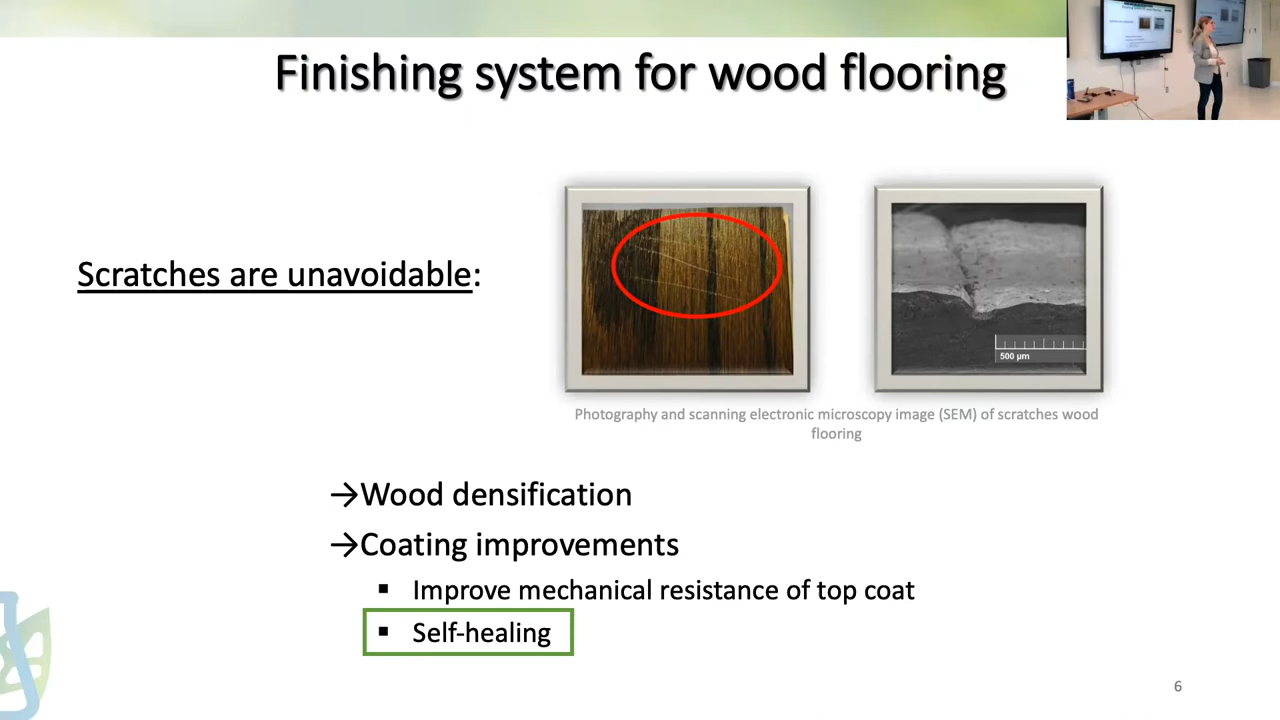 Finishing system for wood flooring
Scratches are unavoidable:
500 µm
Photography and scanning electronic microscopy image (SEM) of scratches wood
flooring
→Wood densification
→Coating improvements
▪ Improve mechanical resistance of top coat
▪ Self-healing
6